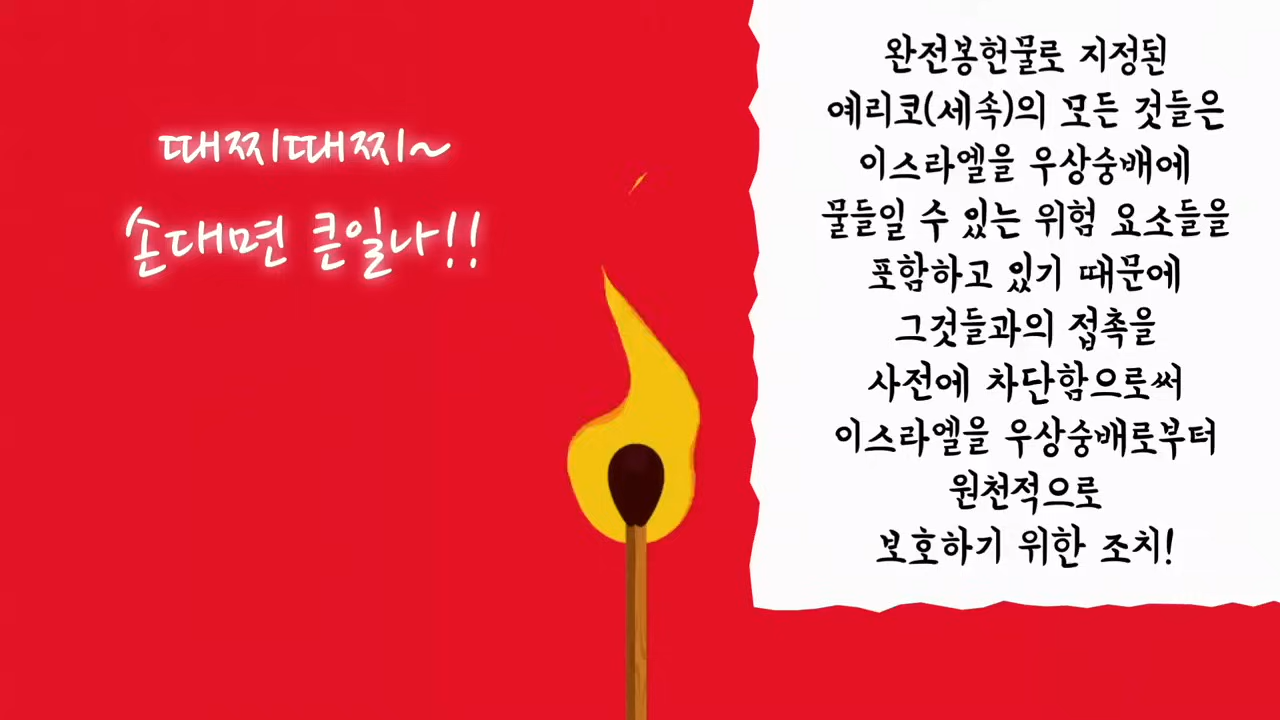 때찌때찌~
손대면 큰일나!!
완전봉헌물로 지정된
예리코(세속)의 모든 것들은
이스라엘을 우상숭배에
물들일 수 있는 위험 요소들을
포함하고 있기 때문에
그것들과의 접촉을
사전에 차단함으로써
이스라엘을 우상숭배로부터
원천적으로
보호하기 위한 조치!